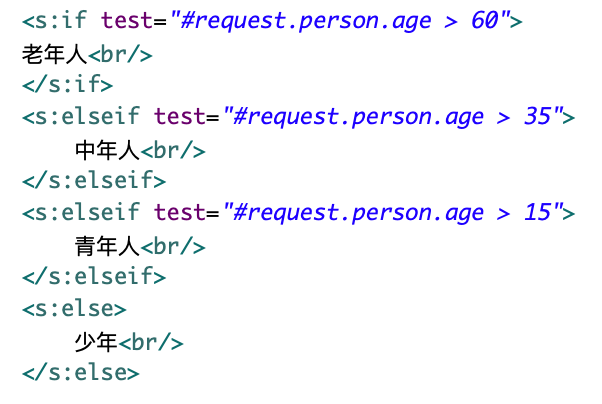 <s:if test="#request.person.age > 60">
老年人<br/>
</s:if>
<s:elseif test="#request.person.age > 35">
    中年人<br/>
</s:elseif>
<s:elseif test="#request.person.age > 15">
    青年人<br/>
</s:elseif>
<s:else>
    少年<br/>
</s:else>